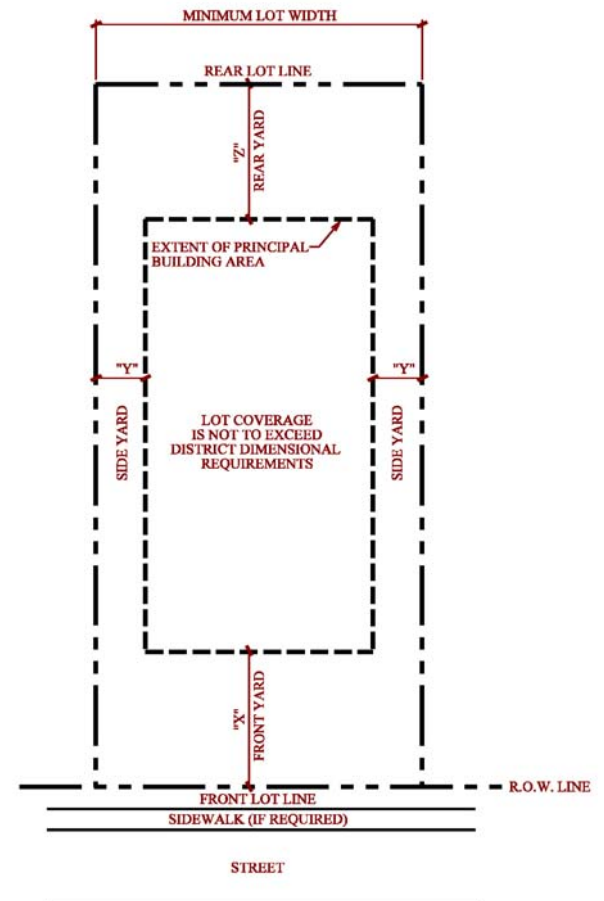 MINIMUM LOT WIDTH
REAR LOT LINE
"Z"
REAR YARD
EXTENT OF PRINCIPAL
BUILDING AREA
"Y"
"Y"
SIDE YARD
LOT COVERAGE
IS NOT TO EXCEED
DISTRICT DIMENSIONAL
REQUIREMENTS
SIDE YARD
"X"
FRONT YARD
R.O.W. LINE
FRONT LOT LINE
SIDEWALK (IF REQUIRED)
STREET